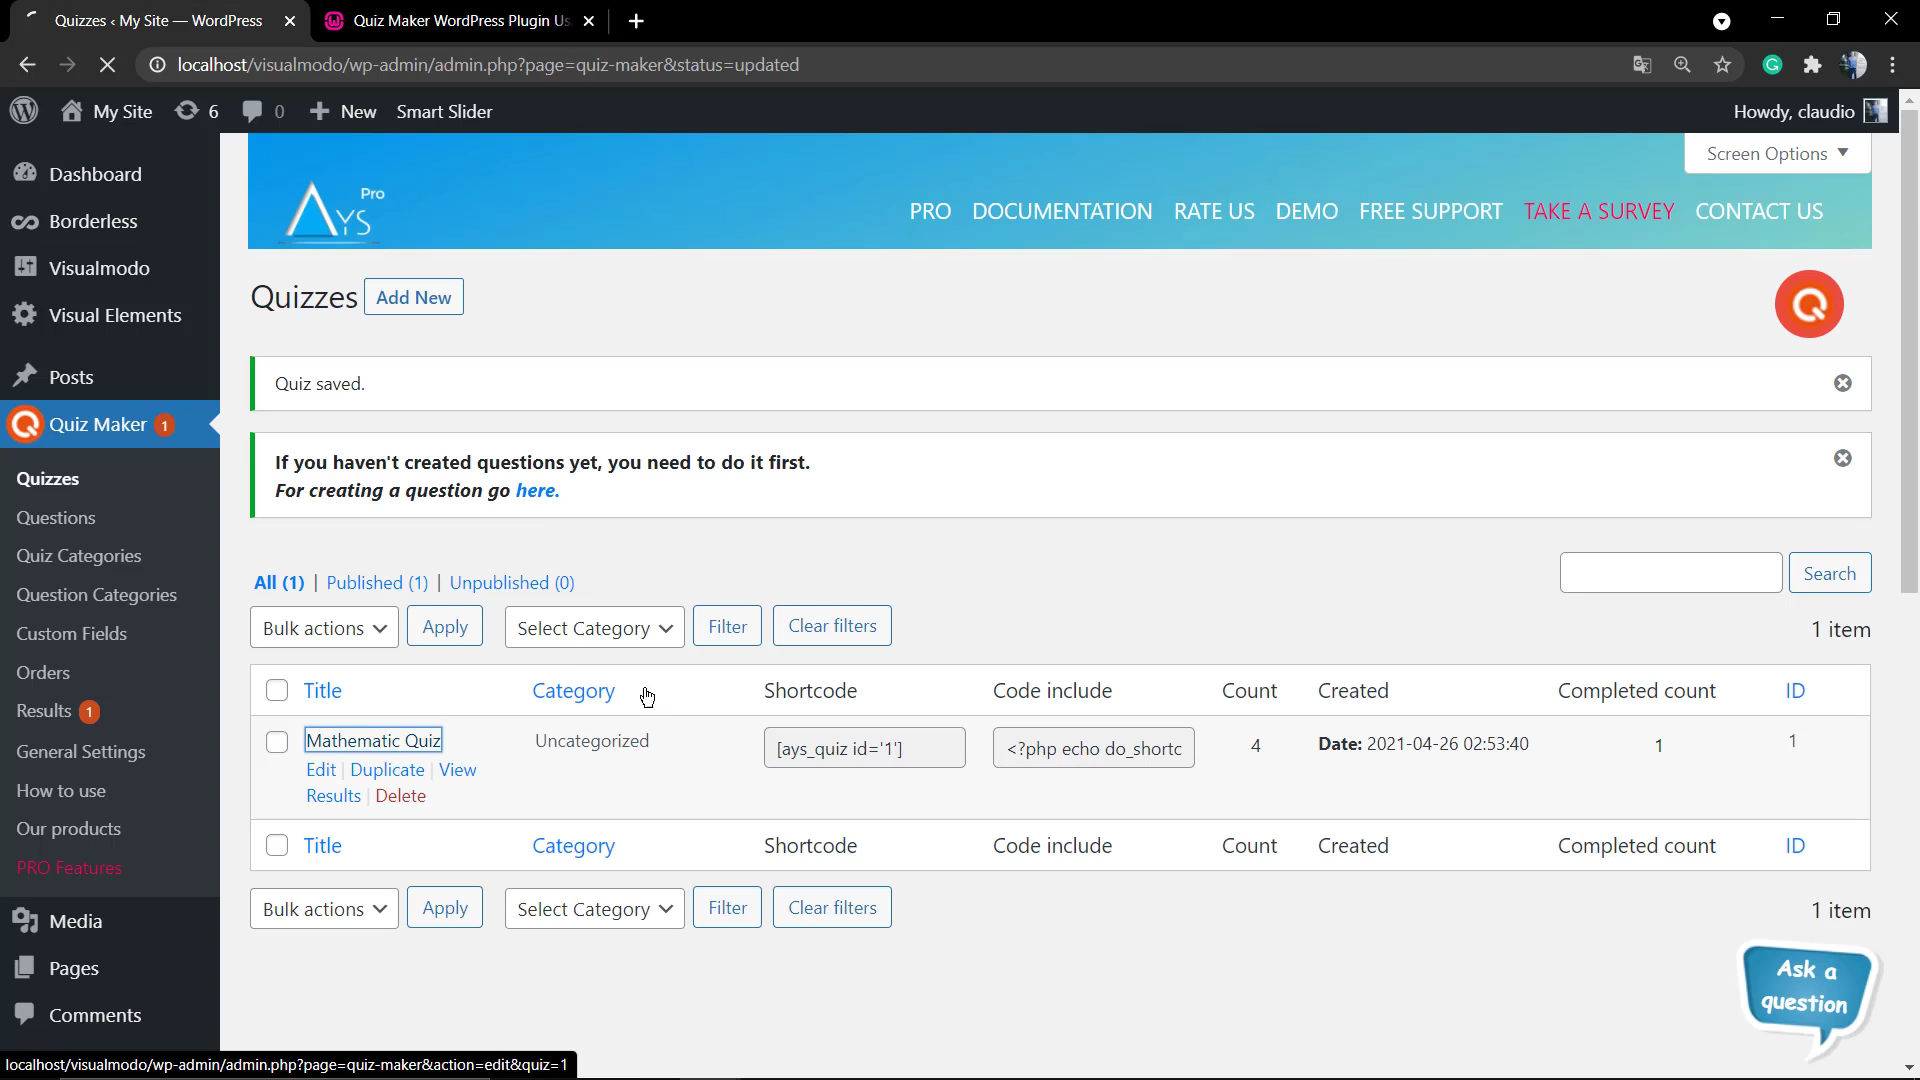 Quizzes ‹ My Site — WordPress
Quiz Maker WordPress Plugin Us
localhost/visualmodo/wp-admin/admin.php?page=quiz-maker&status=updated
My Site
6
0
New
Smart Slider
Howdy, claudio
Dashboard
Borderless
Visualmodo
Visual Elements
Posts
Quiz Maker 1
Quizzes
Questions
Quiz Categories
Question Categories
Custom Fields
Orders
Results 1
General Settings
How to use
Our products
PRO Features
Media
Pages
Comments
Screen Options
AYS Pro
PRO DOCUMENTATION RATE US DEMO FREE SUPPORT TAKE A SURVEY CONTACT US
Quizzes Add New
Quiz saved.
If you haven't created questions yet, you need to do it first.
For creating a question go here.
All (1) | Published (1) | Unpublished (0)
Search
Bulk actions Apply Select Category Filter Clear filters
1 item
Title Category Shortcode Code include Count Created Completed count ID
Mathematic Quiz Uncategorized [ays_quiz id='1'] <?php echo do_shortc 4 Date: 2021-04-26 02:53:40 1 1
Edit | Duplicate | View
Results | Delete
Title Category Shortcode Code include Count Created Completed count ID
Bulk actions Apply Select Category Filter Clear filters
1 item
Ask a
question
localhost/visualmodo/wp-admin/admin.php?page=quiz-maker&action=edit&quiz=1